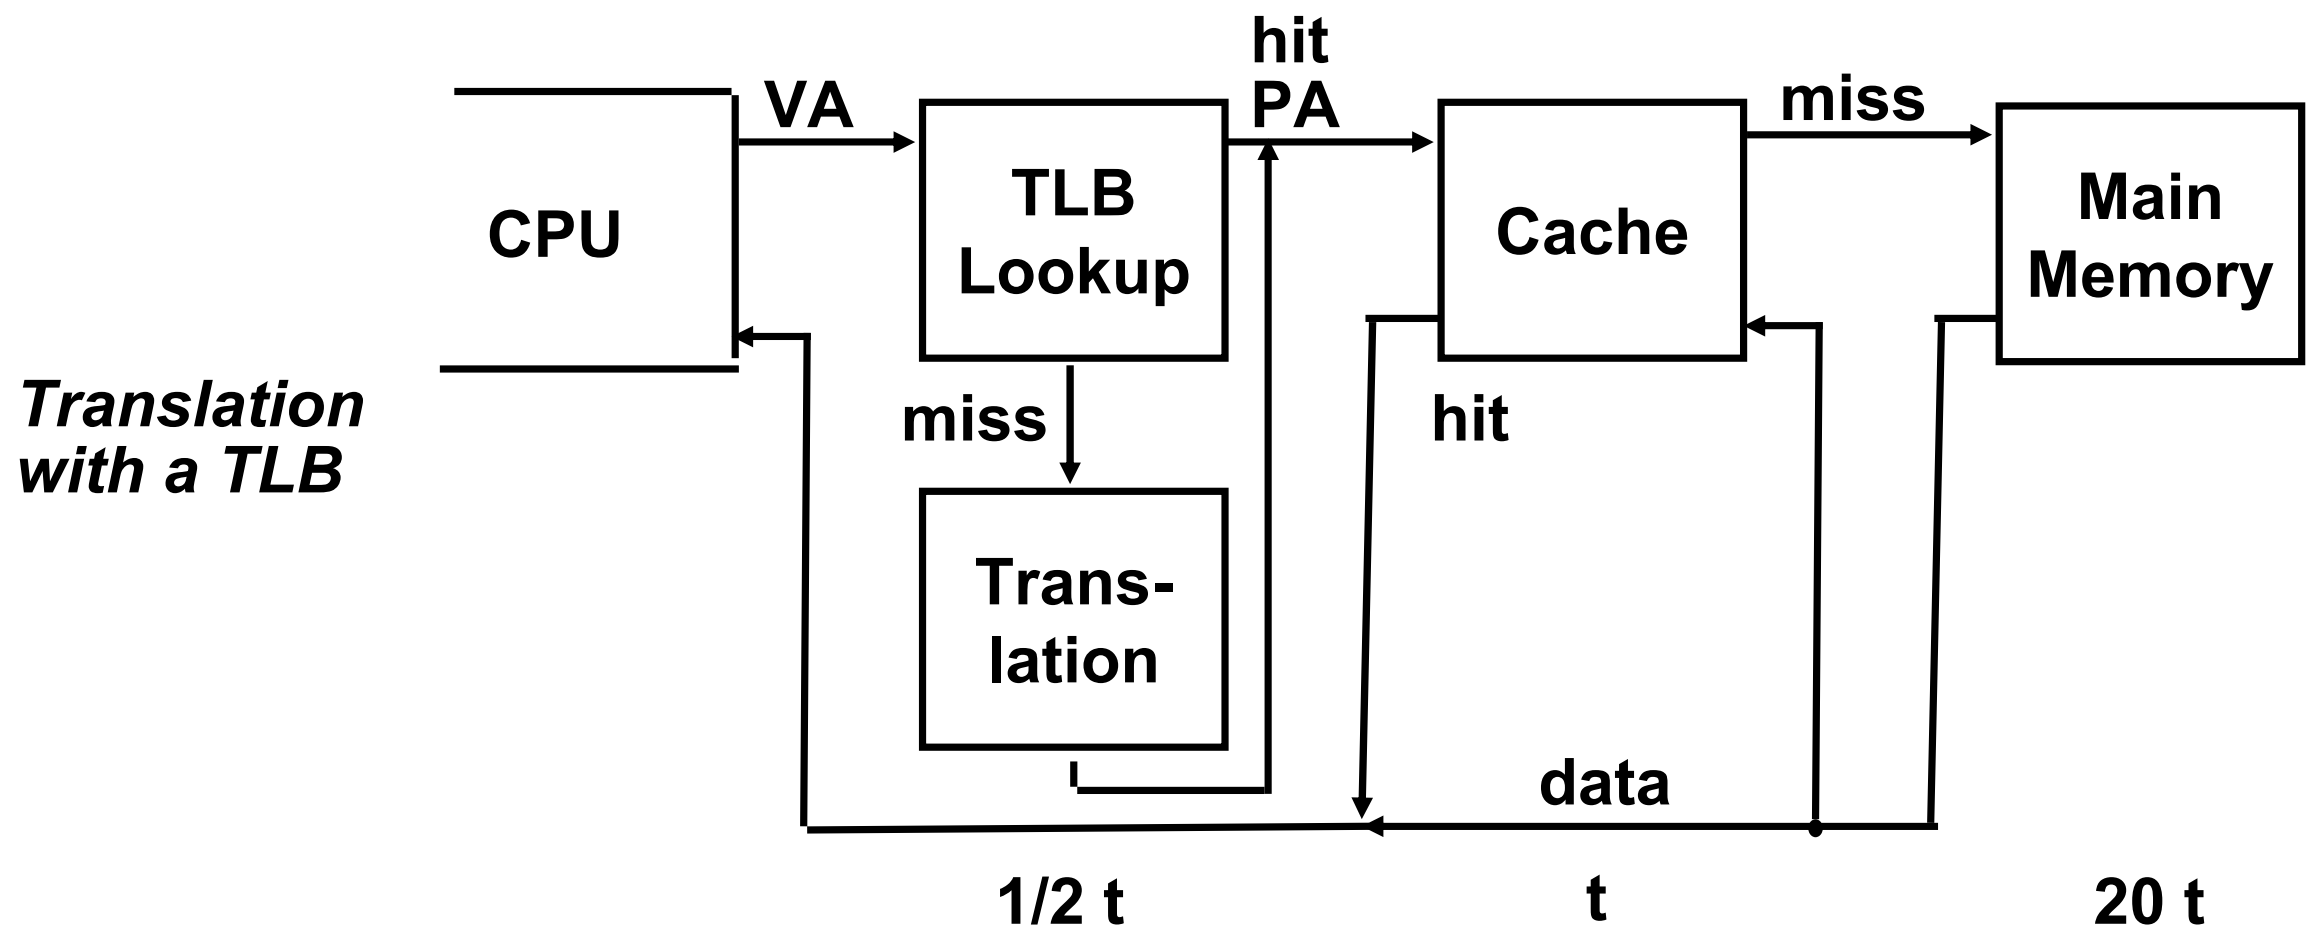 hit
VA
PA
miss
CPU
TLB
Lookup
Cache
Main
Memory
Translation
with a TLB
miss
hit
Trans-
lation
data
1/2 t
t
20 t